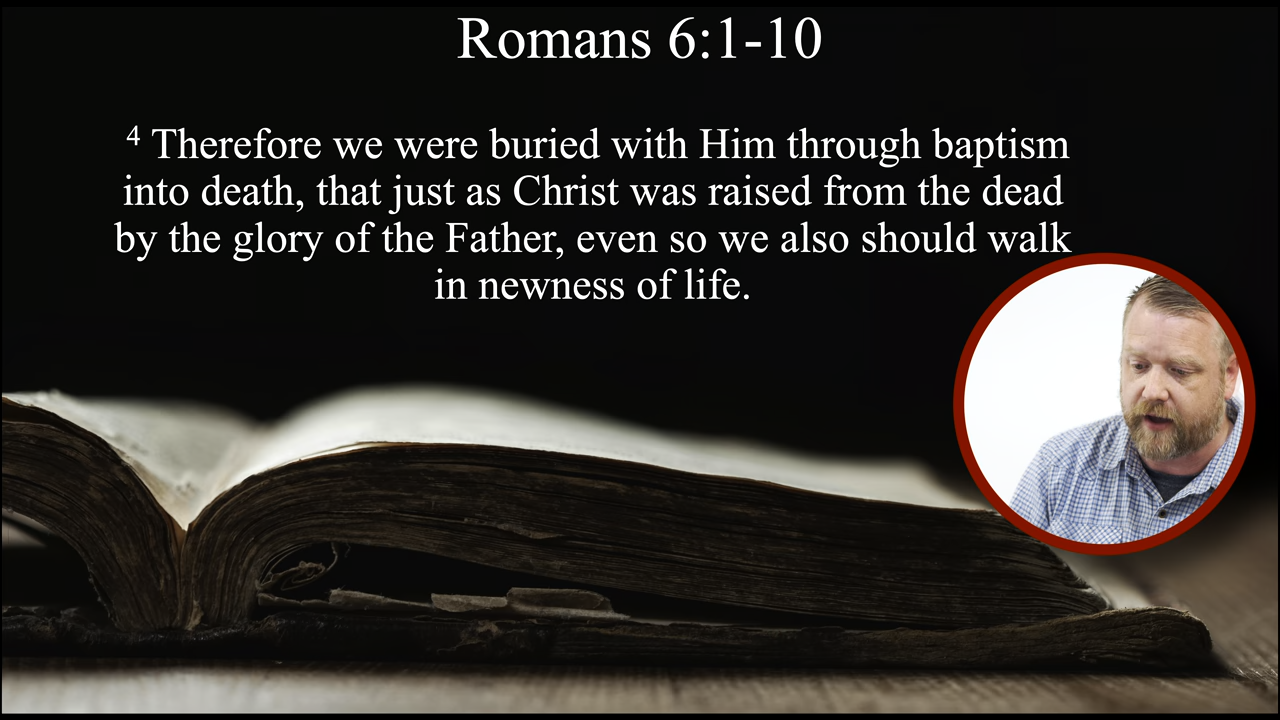 Romans 6:1-10
4 Therefore we were buried with Him through baptism
into death, that just as Christ was raised from the dead
by the glory of the Father, even so we also should walk
in newness of life.